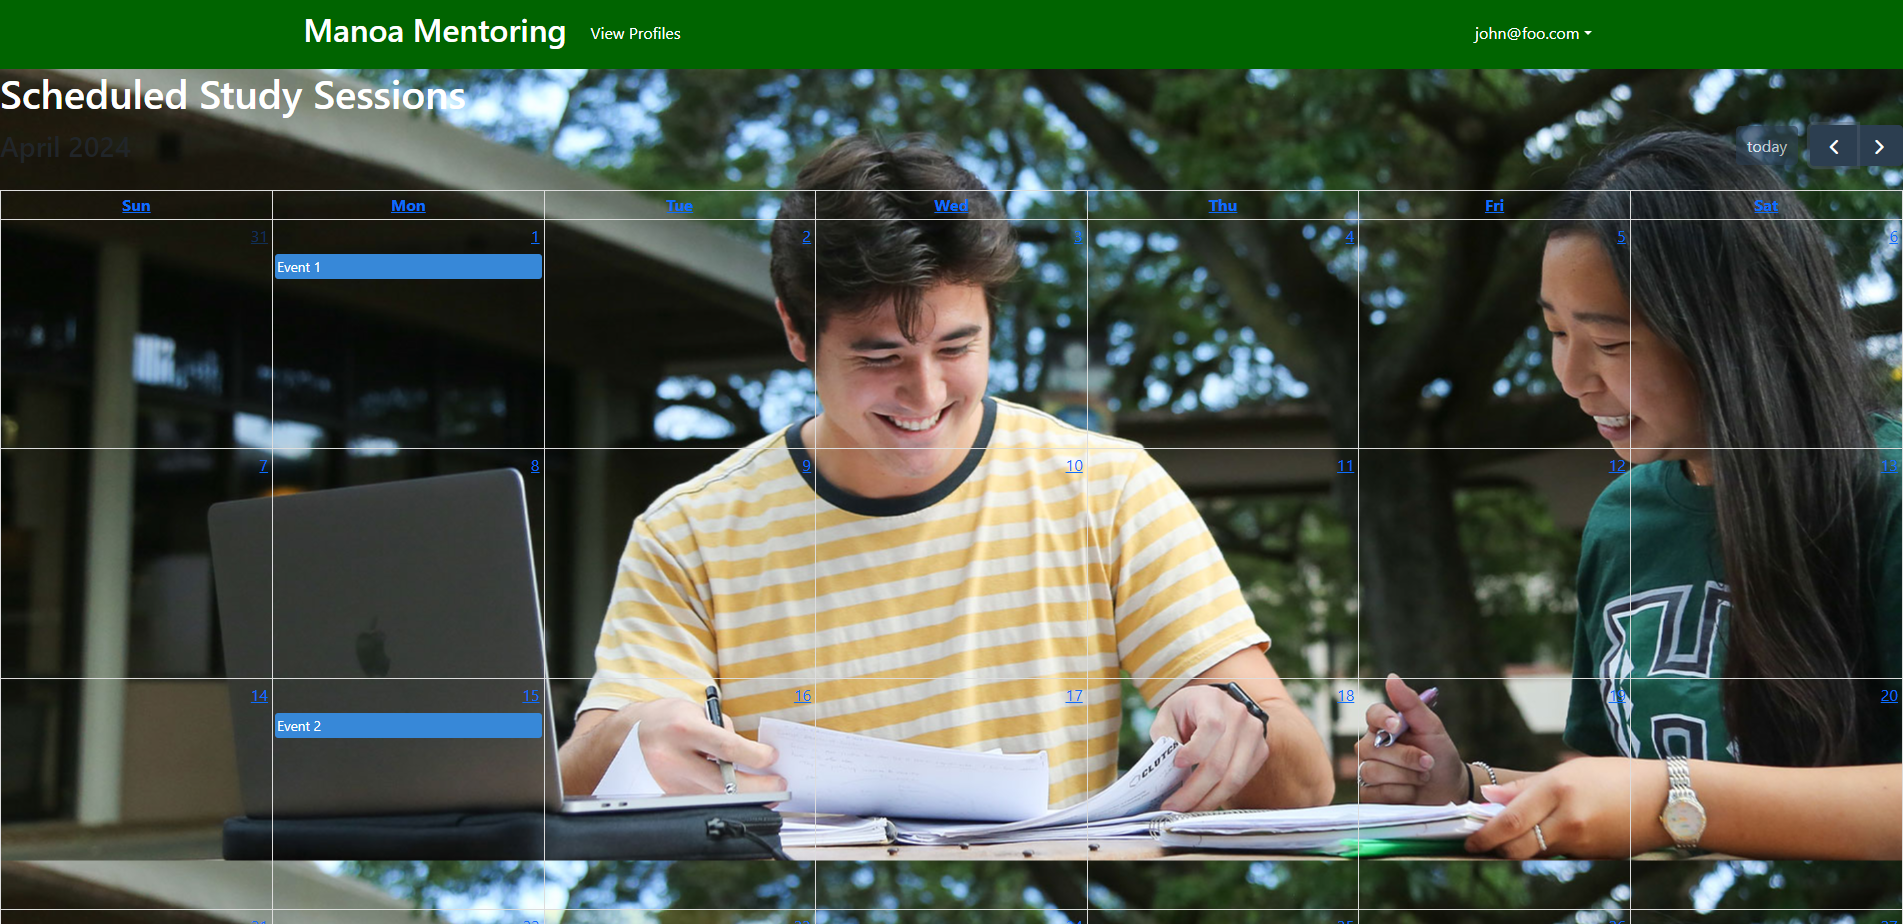 Manoa Mentoring View Profiles john@foo.com
Scheduled Study Sessions
April 2024 today
Sun Mon Tue Wed Thu Fri Sat
31 1 2 3 4 5 6
Event 1
7 8 9 10 11 12 13
14 15 16 17 18 19 20
Event 2
CLUTCH
21 22 23 24 25 26 27